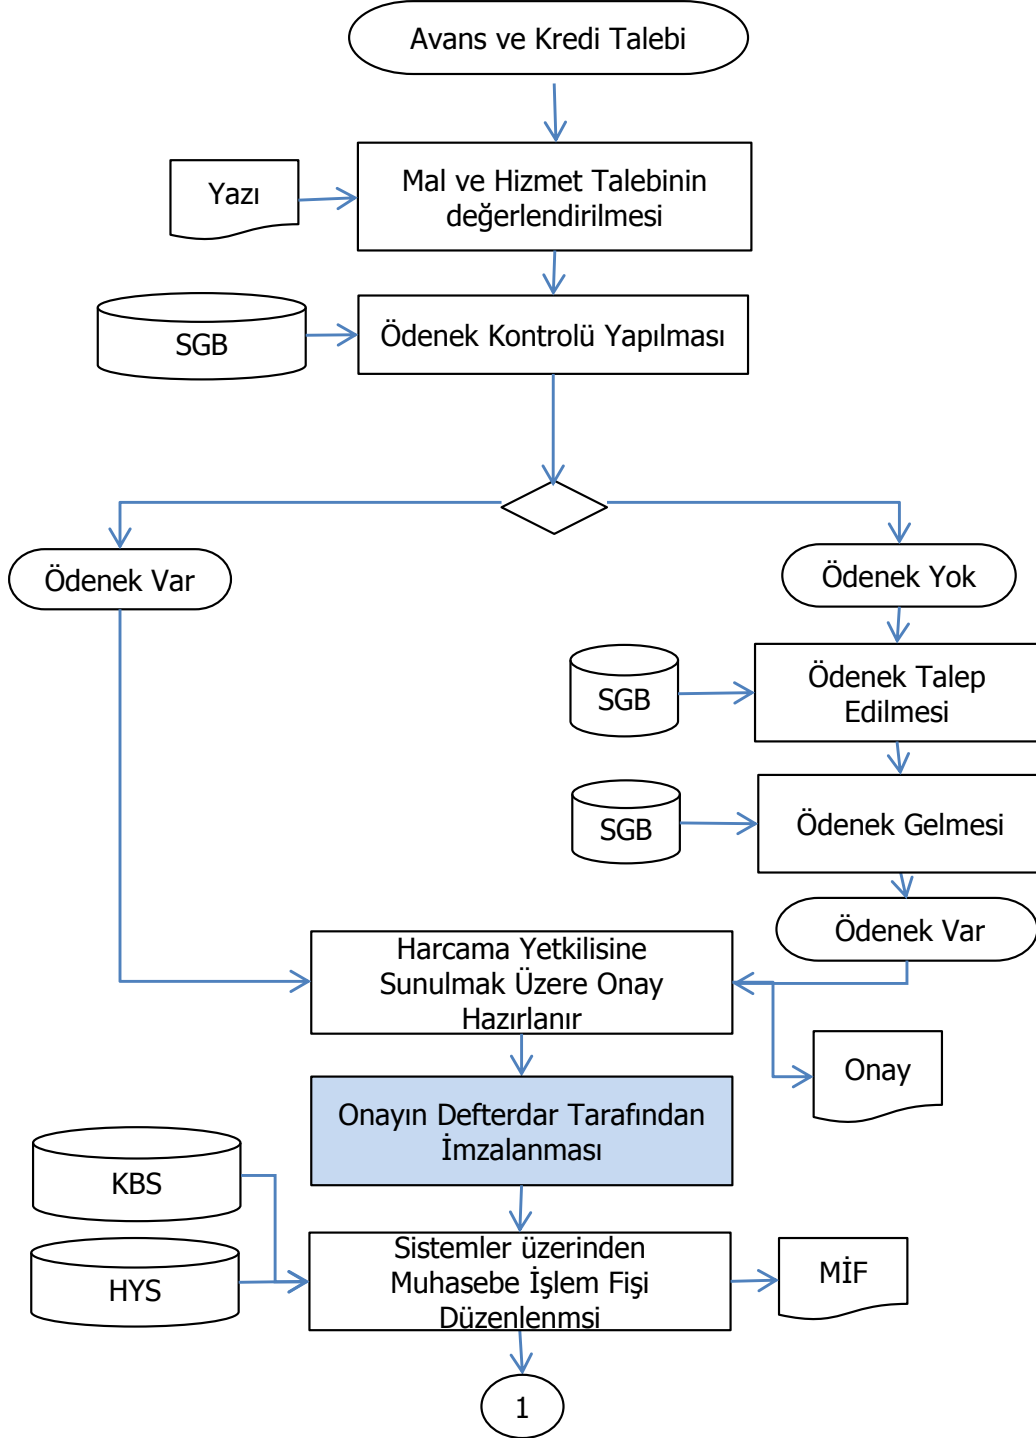 Avans ve Kredi Talebi
Yazı
Mal ve Hizmet Talebinin
değerlendirilmesi
SGB
Ödenek Kontrolü Yapılması
Ödenek Var
Ödenek Yok
SGB
Ödenek Talep
Edilmesi
SGB
Ödenek Gelmesi
Ödenek Var
Harcama Yetkilisine
Sunulmak Üzere Onay
Hazırlanır
Onay
Onayın Defterdar Tarafından
İmzalanması
KBS
HYS
Sistemler üzerinden
Muhasebe İşlem Fişi
Düzenlenmsi
MİF
1